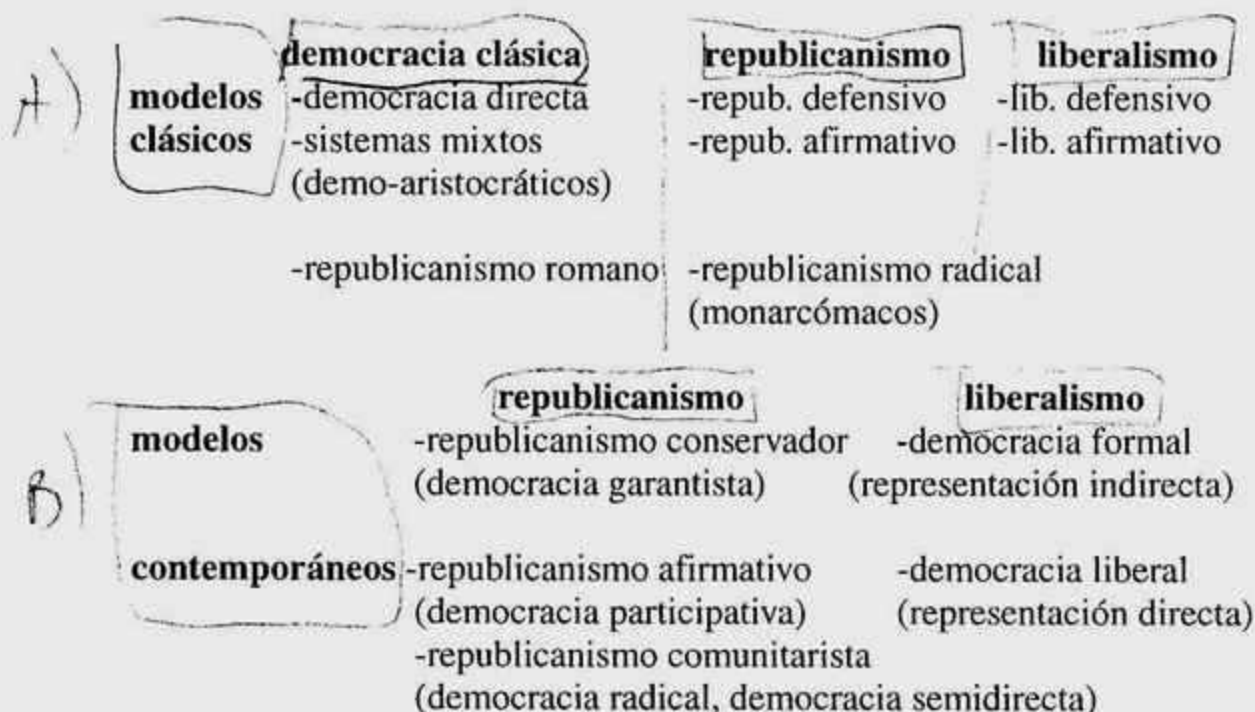 democracia clásica republicanismo liberalismo
A) modelos -democracia directa -repub. defensivo -lib. defensivo
clásicos -sistemas mixtos -repub. afirmativo -lib. afirmativo
(demo-aristocráticos)
-republicanismo romano -republicanismo radical
(monarcómacos)
republicanismo liberalismo
modelos -republicanismo conservador -democracia formal
B) (democracia garantista) (representación indirecta)
contemporáneos -republicanismo afirmativo -democracia liberal
(democracia participativa) (representación directa)
-republicanismo comunitarista
(democracia radical, democracia semidirecta)